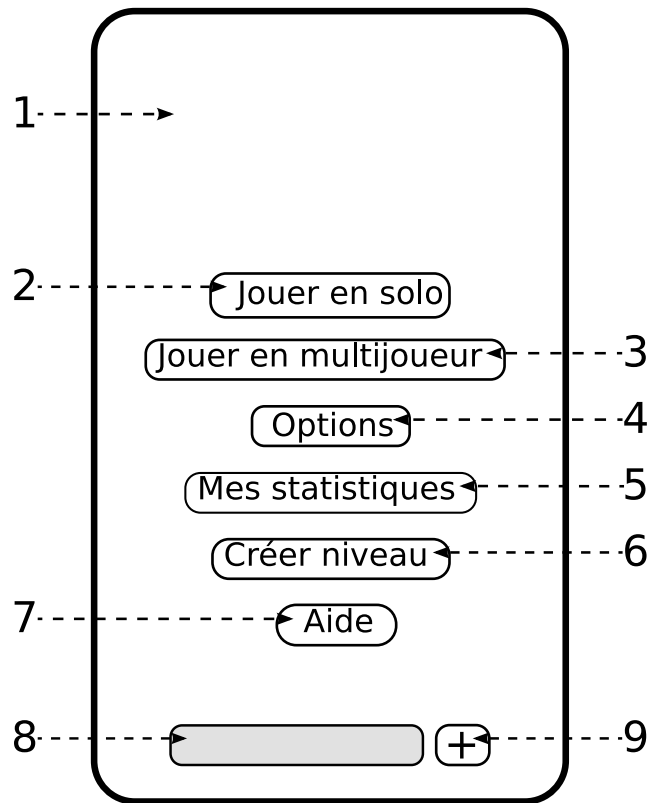 1
2 Jouer en solo
Jouer en multijoueur 3
Options 4
Mes statistiques 5
Créer niveau 6
7 Aide
8 + 9